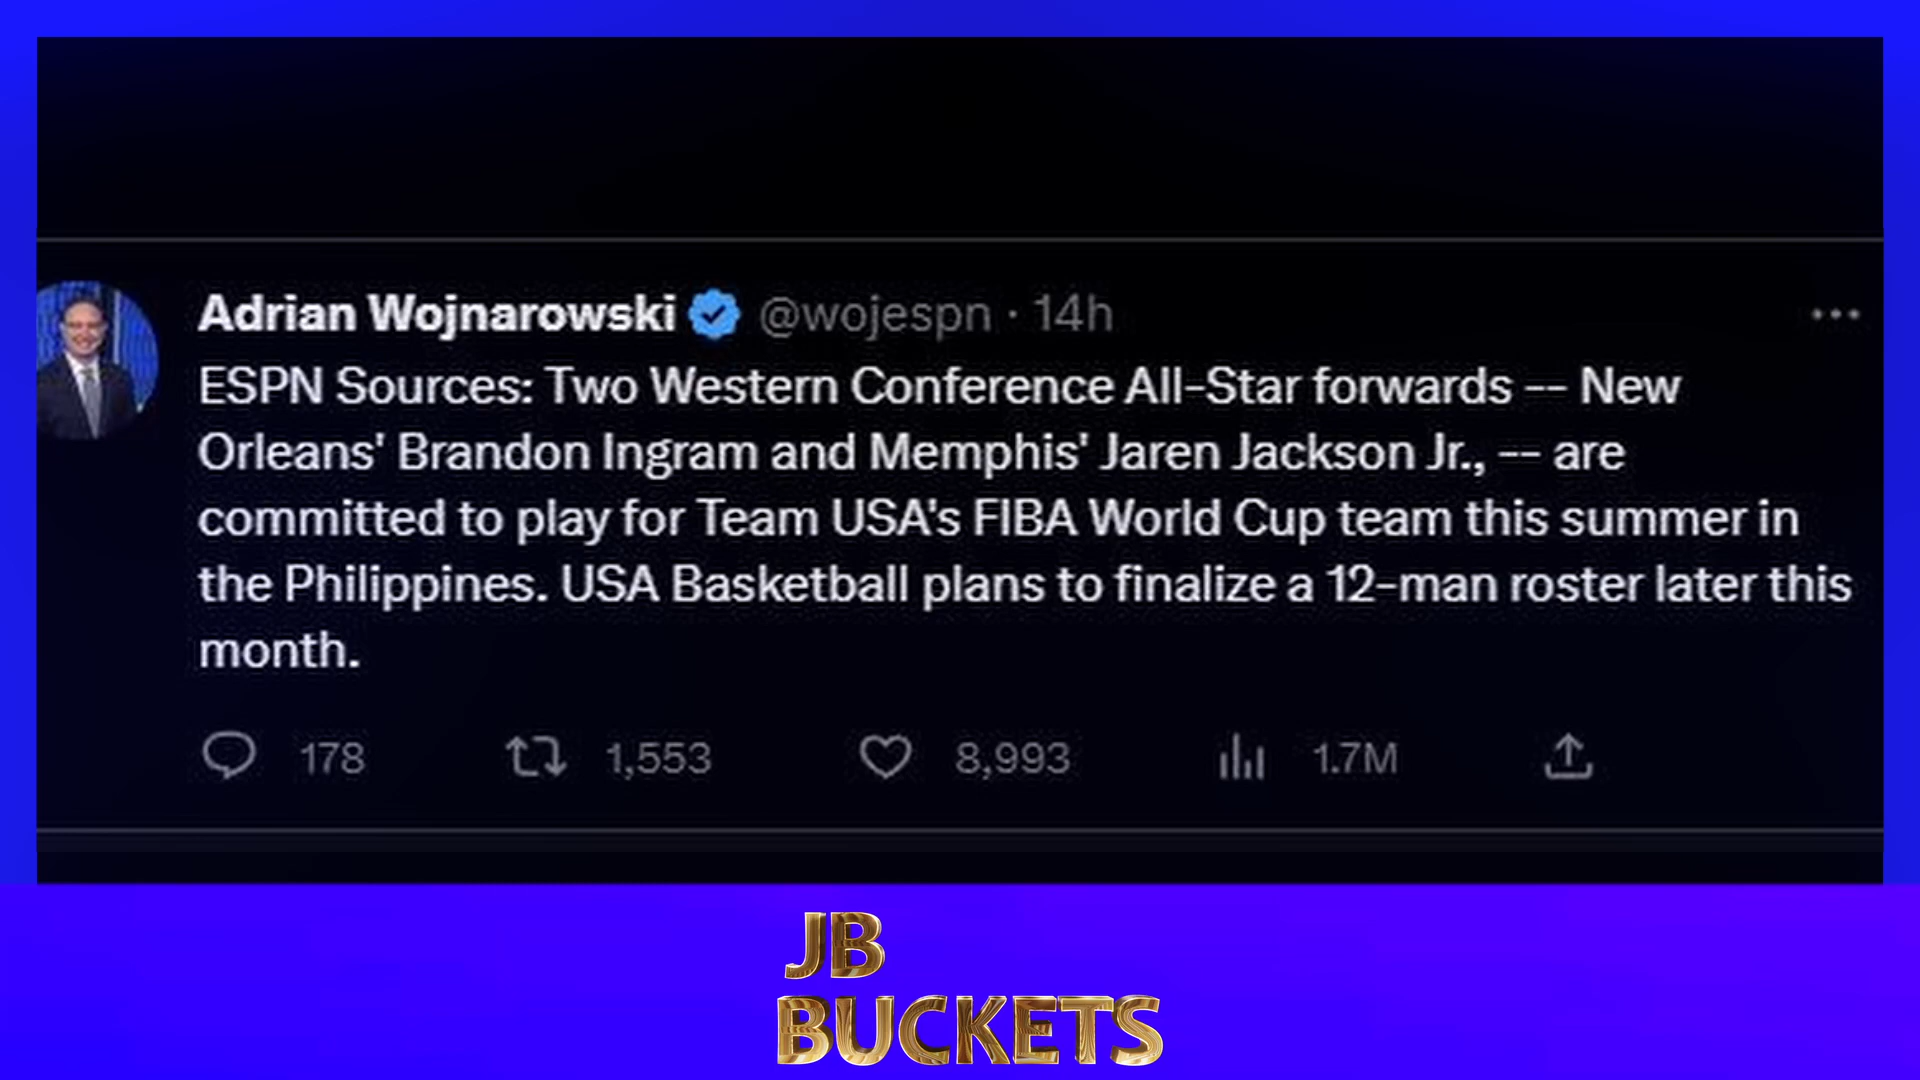 Adrian Wojnarowski @wojespn · 14h
ESPN Sources: Two Western Conference All-Star forwards -- New
Orleans' Brandon Ingram and Memphis' Jaren Jackson Jr., -- are
committed to play for Team USA's FIBA World Cup team this summer in
the Philippines. USA Basketball plans to finalize a 12-man roster later this
month.
178 1,553 8,993 1.7M
JB
BUCKETS